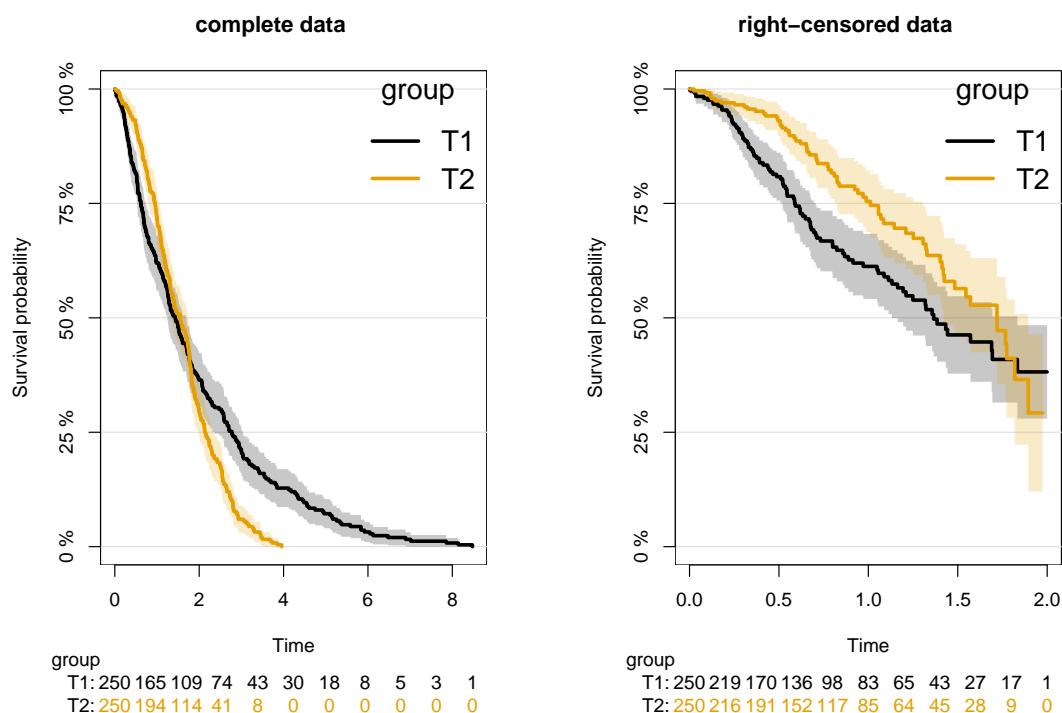 complete data
group
T1
T2
Survival probability
100 %
75 %
50 %
25 %
0 %
0 2 4 6 8
Time
group
T1: 250 165 109 74 43 30 18 8 5 3 1
T2: 250 194 114 41 8 0 0 0 0 0 0
right-censored data
group
T1
T2
Survival probability
100 %
75 %
50 %
25 %
0 %
0.0 0.5 1.0 1.5 2.0
Time
group
T1: 250 219 170 136 98 83 65 43 27 17 1
T2: 250 216 191 152 117 85 64 45 28 9 0